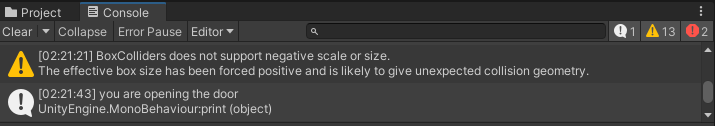 Project
Console
Clear
Collapse
Error Pause
Editor
1
13
2
[02:21:21] BoxColliders does not support negative scale or size.
The effective box size has been forced positive and is likely to give unexpected collision geometry.
[02:21:43] you are opening the door
UnityEngine.MonoBehaviour:print (object)